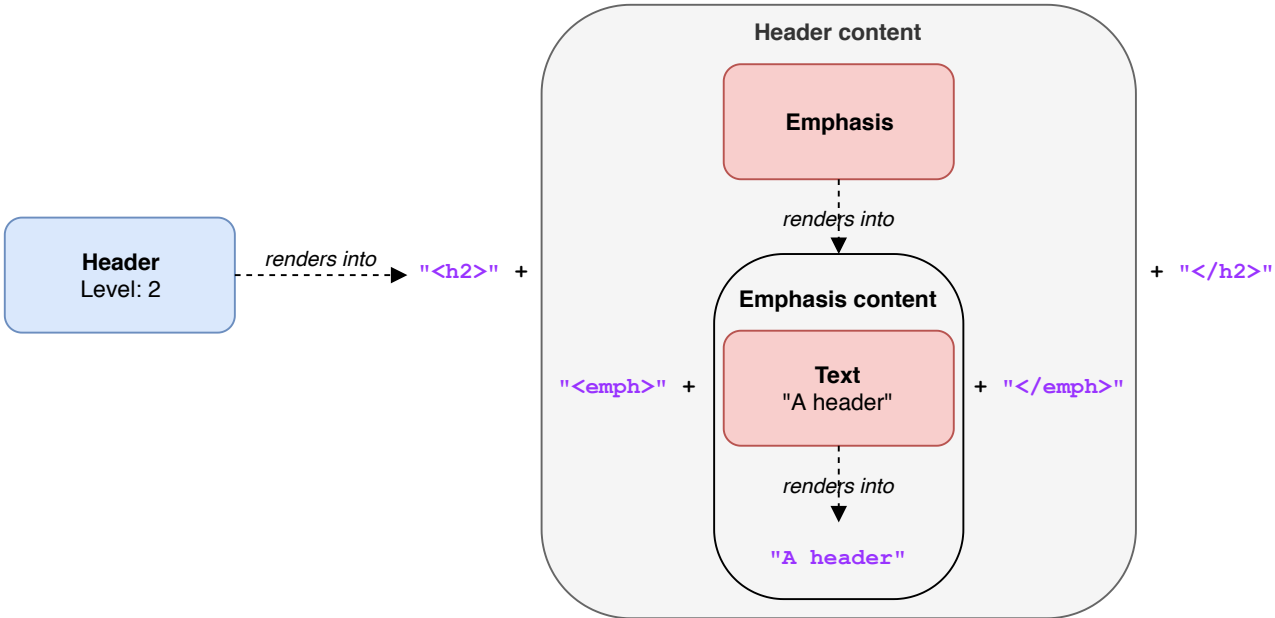 Header content
Emphasis
renders into
Header
Level: 2
renders into
"<h2>" +
+ "</h2>"
Emphasis content
"<emph>" +
Text
"A header"
+ "</emph>"
renders into
"A header"